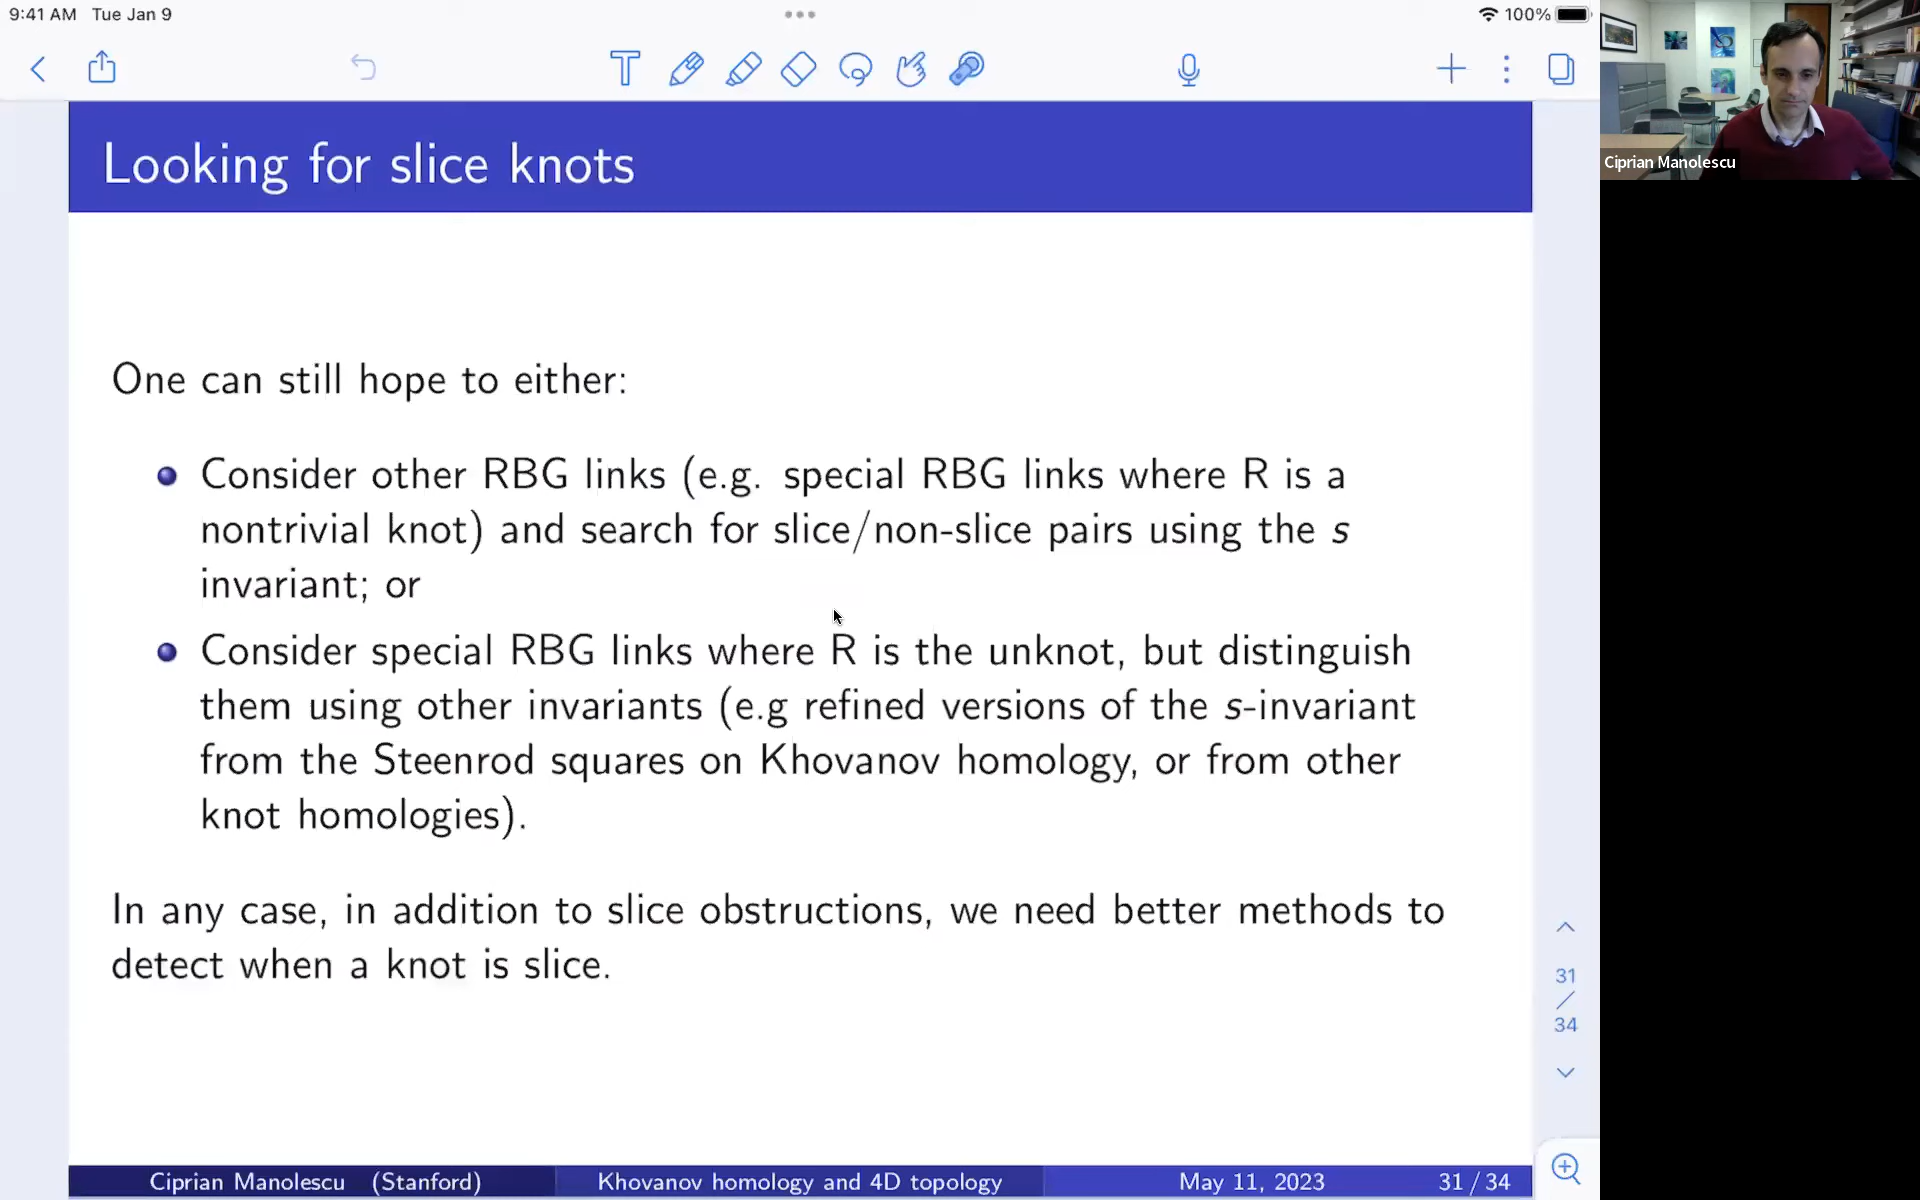 9:41 AM Tue Jan 9
100%
Ciprian Manolescu
Looking for slice knots
One can still hope to either:
Consider other RBG links (e.g. special RBG links where R is a
nontrivial knot) and search for slice/non-slice pairs using the s
invariant; or
Consider special RBG links where R is the unknot, but distinguish
them using other invariants (e.g refined versions of the s-invariant
from the Steenrod squares on Khovanov homology, or from other
knot homologies).
In any case, in addition to slice obstructions, we need better methods to
detect when a knot is slice.
31
/
34
Ciprian Manolescu (Stanford) Khovanov homology and 4D topology May 11, 2023 31 / 34